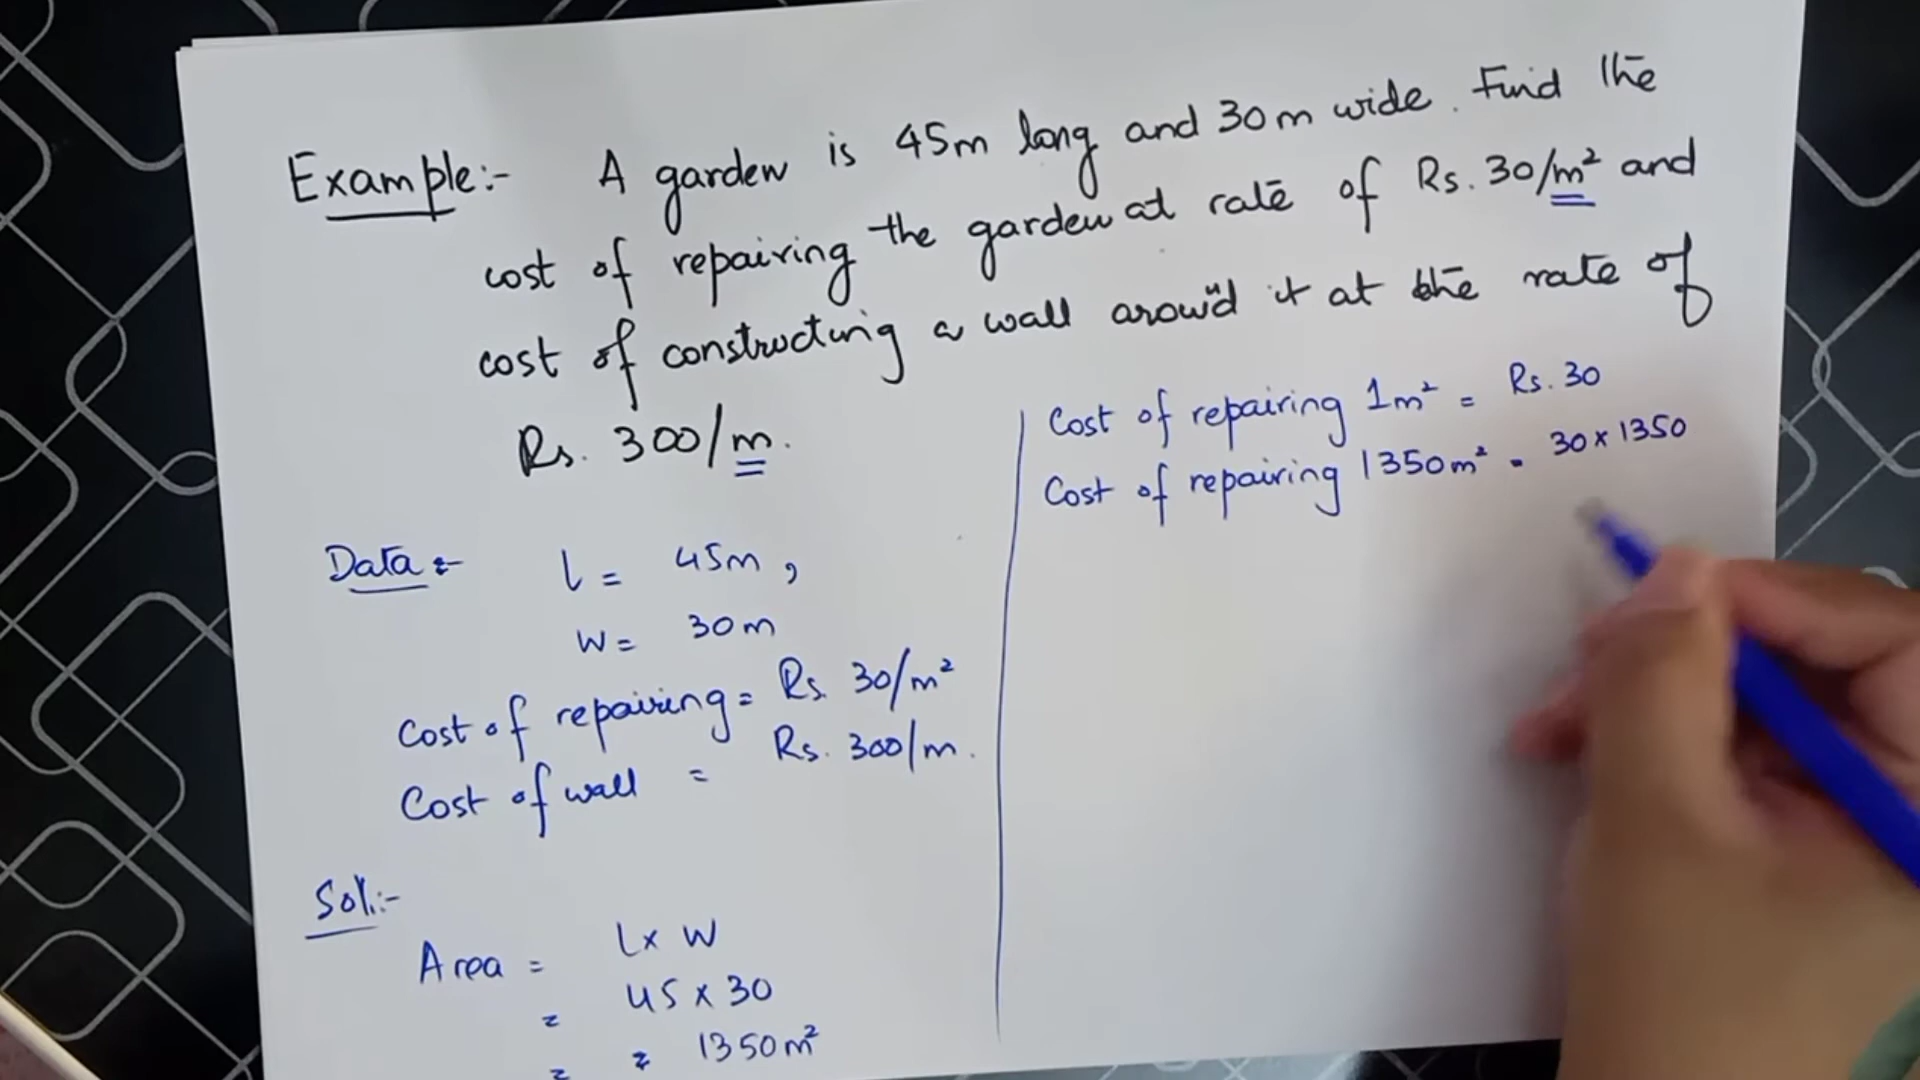 Example:- A garden is 45m long and 30m wide. Find the
cost of repairing the garden at rate of Rs. 30/m² and
cost of constructing a wall around it at the rate of
Rs. 300/m.
Data:- l = 45m,
W = 30m
Cost of repairing = Rs. 30/m²
Cost of wall = Rs. 300/m.
Sol:-
Area = L x W
= 45 x 30
= = 1350m²
Cost of repairing 1m² = Rs. 30
Cost of repairing 1350m² = 30 x 1350